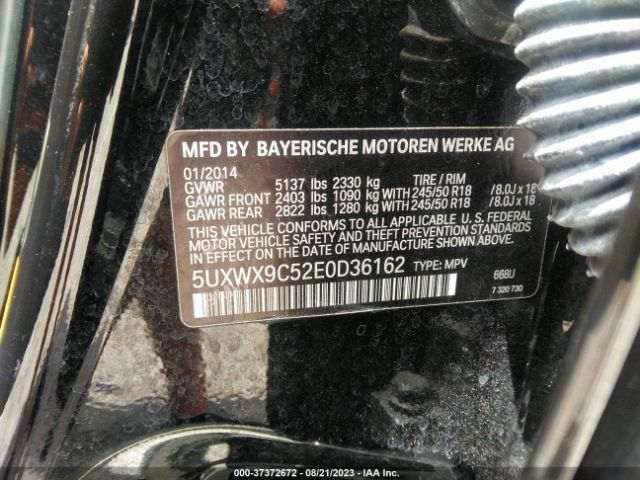 MFD BY BAYERISCHE MOTOREN WERKE AG
01/2014
GVWR 5137 lbs 2330 kg TIRE / RIM
GAWR FRONT 2403 lbs 1090 kg WITH 245/50 R18 /8.0J x 18
GAWR REAR 2822 lbs 1280 kg WITH 245/50 R18 /8.0J x 18
THIS VEHICLE CONFORMS TO ALL APPLICABLE U.S. FEDERAL
MOTOR VEHICLE SAFETY AND THEFT PREVENTION STANDARDS
IN EFFECT ON THE DATE OF MANUFACTURE SHOWN ABOVE.
5UXWX9C52E0D36162 TYPE: MPV 668U
7 320 730
000-37372672 - 08/21/2023 - IAA Inc.